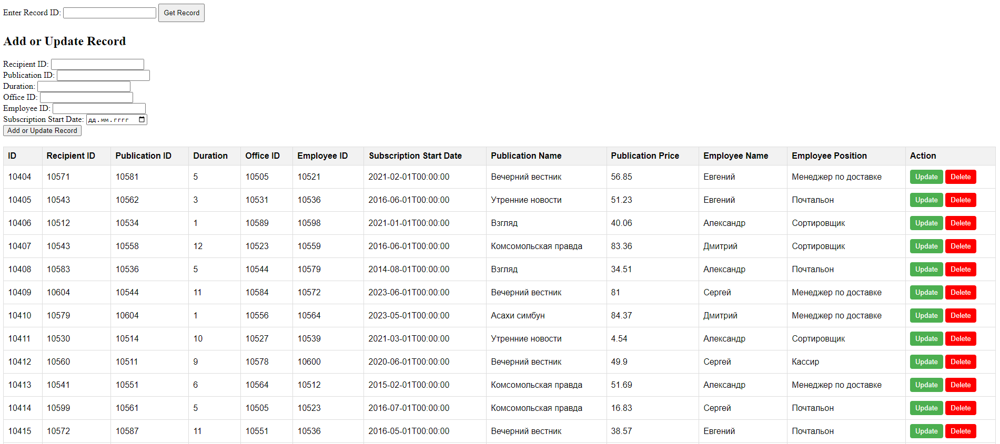 Enter Record ID: Get Record
Add or Update Record
Recipient ID:
Publication ID:
Duration:
Office ID:
Employee ID:
Subscription Start Date: дд.мм.гггг
Add or Update Record
ID Recipient ID Publication ID Duration Office ID Employee ID Subscription Start Date Publication Name Publication Price Employee Name Employee Position Action
10404 10571 10581 5 10505 10521 2021-02-01T00:00:00 Вечерний вестник 56.85 Евгений Менеджер по доставке Update Delete
10405 10543 10562 3 10531 10536 2016-06-01T00:00:00 Утренние новости 51.23 Евгений Почтальон Update Delete
10406 10512 10534 1 10589 10598 2021-01-01T00:00:00 Взгляд 40.06 Александр Сортировщик Update Delete
10407 10543 10558 12 10523 10559 2016-06-01T00:00:00 Комсомольская правда 83.36 Дмитрий Сортировщик Update Delete
10408 10583 10536 5 10544 10579 2014-08-01T00:00:00 Взгляд 34.51 Александр Почтальон Update Delete
10409 10604 10544 11 10584 10572 2023-06-01T00:00:00 Вечерний вестник 81 Сергей Менеджер по доставке Update Delete
10410 10579 10604 1 10556 10564 2023-05-01T00:00:00 Асахи симбун 84.37 Дмитрий Менеджер по доставке Update Delete
10411 10530 10514 10 10527 10539 2021-03-01T00:00:00 Утренние новости 4.54 Александр Сортировщик Update Delete
10412 10560 10511 9 10578 10600 2020-06-01T00:00:00 Вечерний вестник 49.9 Сергей Кассир Update Delete
10413 10541 10551 6 10564 10512 2015-02-01T00:00:00 Комсомольская правда 51.69 Александр Менеджер по доставке Update Delete
10414 10599 10561 5 10505 10523 2016-07-01T00:00:00 Комсомольская правда 16.83 Сергей Почтальон Update Delete
10415 10572 10587 11 10551 10536 2016-05-01T00:00:00 Вечерний вестник 38.57 Евгений Почтальон Update Delete